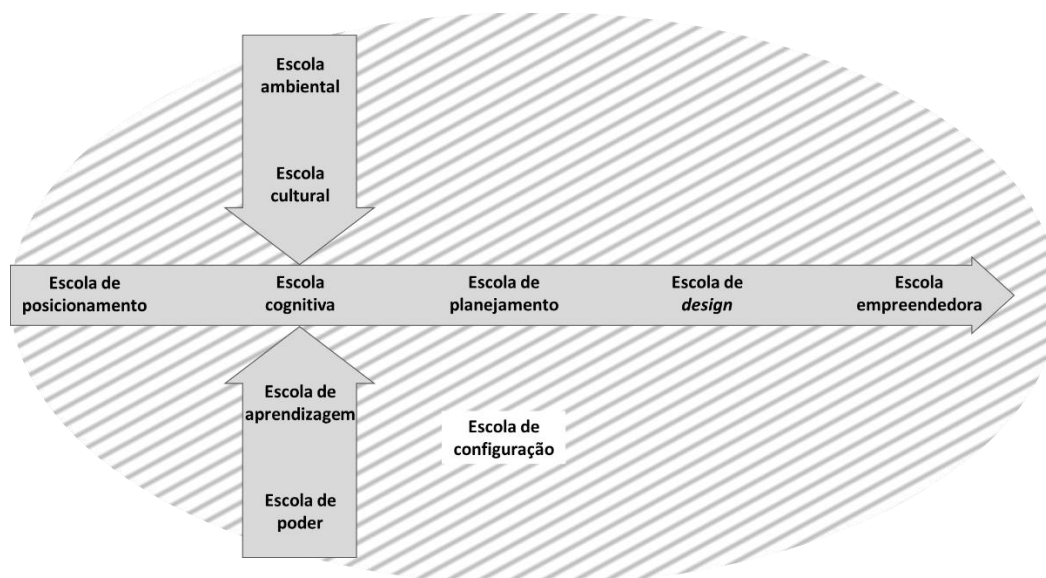 Escola
ambiental
Escola
cultural
Escola de
posicionamento
Escola
cognitiva
Escola de
planejamento
Escola de
design
Escola
empreendedora
Escola de
aprendizagem
Escola de
configuração
Escola de
poder